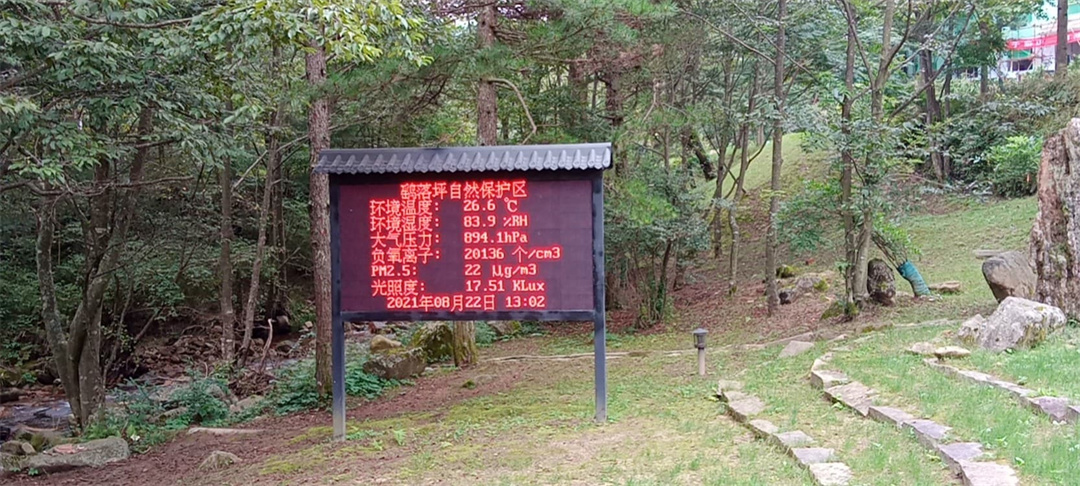 鹞落坪自然保护区
环境温度: 26.6 ℃
环境湿度: 83.9 %RH
大气压力: 894.1hpa
负氧离子: 20136 个/cm3
PM2.5: 22 μg/m3
光照度: 17.51 KLux
2021年08月22日 13:02